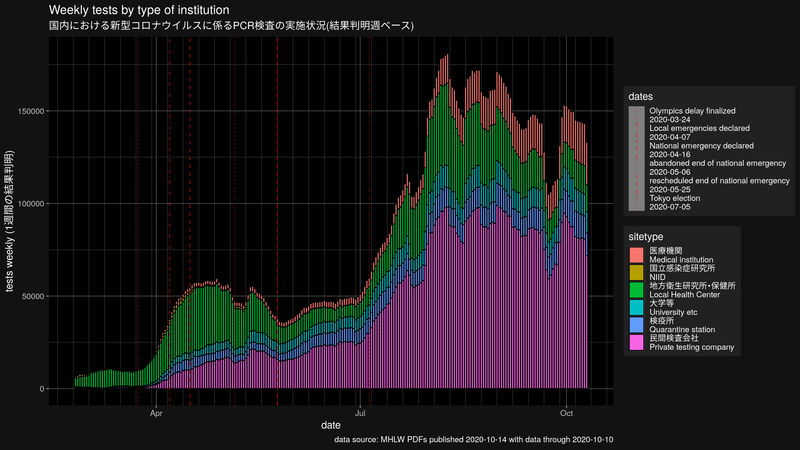 Weekly tests by type of institution
国内における新型コロナウイルスに係るPCR検査の実施状況(結果判明週ベース)
tests weekly (1週間の結果判明)
150000
100000
50000
0
Apr
Jul
Oct
date
data source: MHLW PDFs published 2020-10-14 with data through 2020-10-10
dates
Olympics delay finalized
2020-03-24
Local emergencies declared
2020-04-07
National emergency declared
2020-04-16
abandoned end of national emergency
2020-05-06
rescheduled end of national emergency
2020-05-25
Tokyo election
2020-07-05
sitetype
医療機関
Medical institution
国立感染症研究所
NIID
地方衛生研究所・保健所
Local Health Center
大学等
University etc
検疫所
Quarantine station
民間検査会社
Private testing company